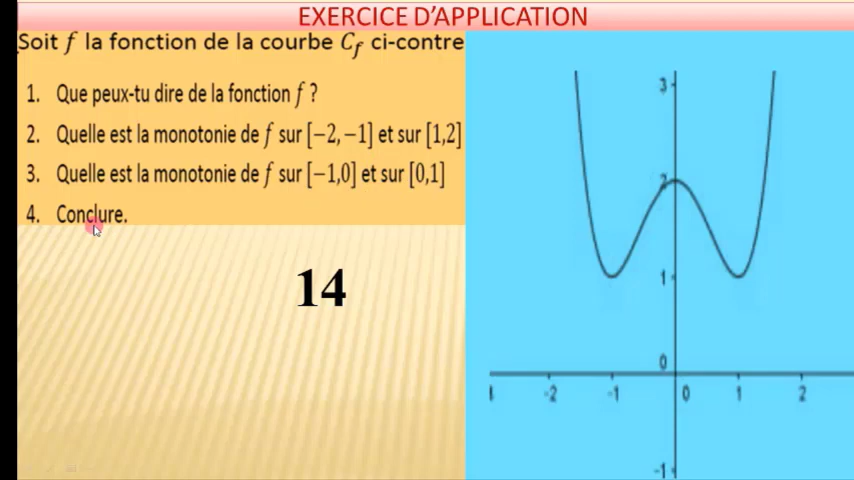 EXERCICE D'APPLICATION
Soit f la fonction de la courbe C_f ci-contre
1. Que peux-tu dire de la fonction f ?
2. Quelle est la monotonie de f sur [−2,−1] et sur [1,2]
3. Quelle est la monotonie de f sur [−1,0] et sur [0,1]
4. Conclure.
14
3
2
1
0
-2 -1 0 1 2
-1